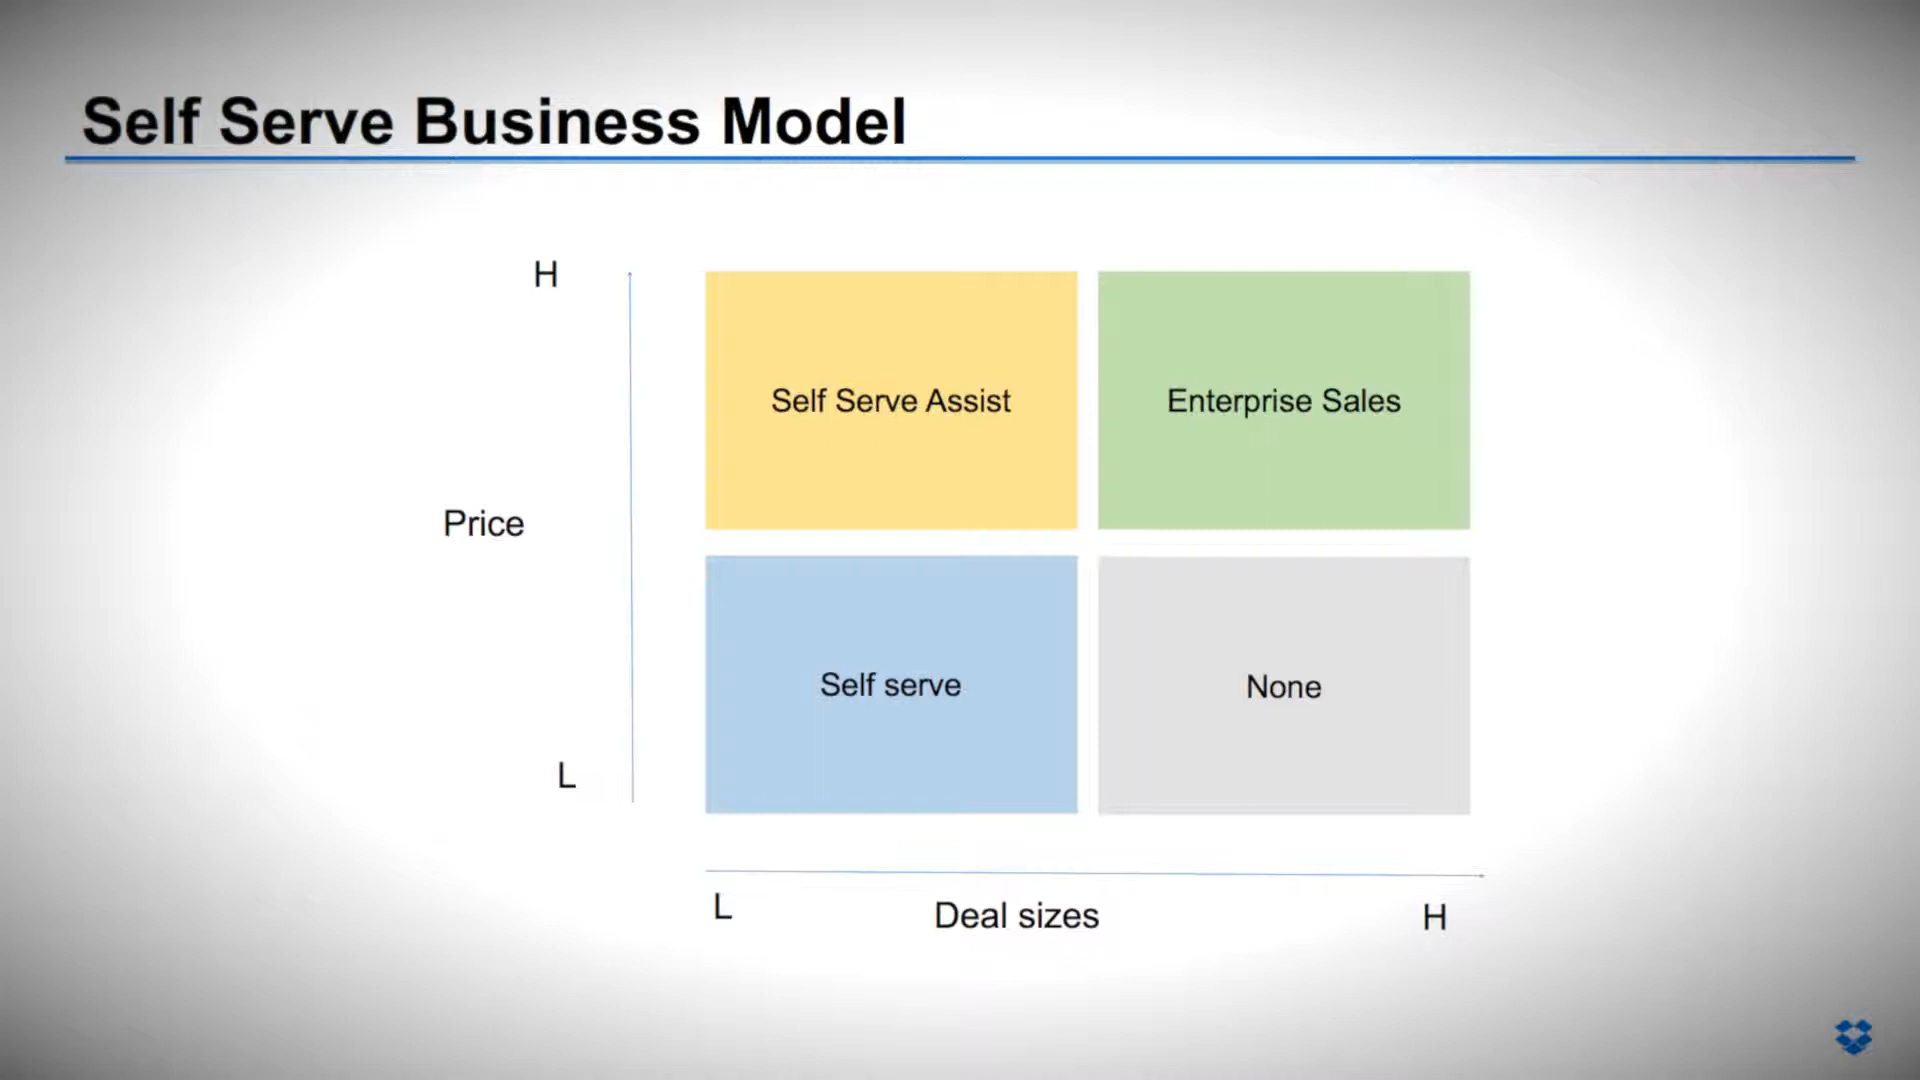 Self Serve Business Model
H
Self Serve Assist
Enterprise Sales
Price
Self serve
None
L
L
Deal sizes
H